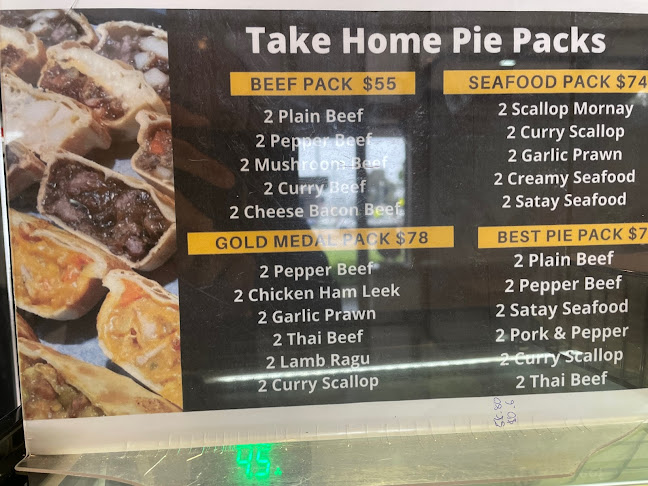 Take Home Pie Packs
BEEF PACK $55
2 Plain Beef
2 Pepper Beef
2 Mushroom Beef
2 Curry Beef
2 Cheese Bacon Beef
SEAFOOD PACK $74
2 Scallop Mornay
2 Curry Scallop
2 Garlic Prawn
2 Creamy Seafood
2 Satay Seafood
GOLD MEDAL PACK $78
2 Pepper Beef
2 Chicken Ham Leek
2 Garlic Prawn
2 Thai Beef
2 Lamb Ragu
2 Curry Scallop
BEST PIE PACK $7
2 Plain Beef
2 Pepper Beef
2 Satay Seafood
2 Pork & Pepper
2 Curry Scallop
2 Thai Beef
45